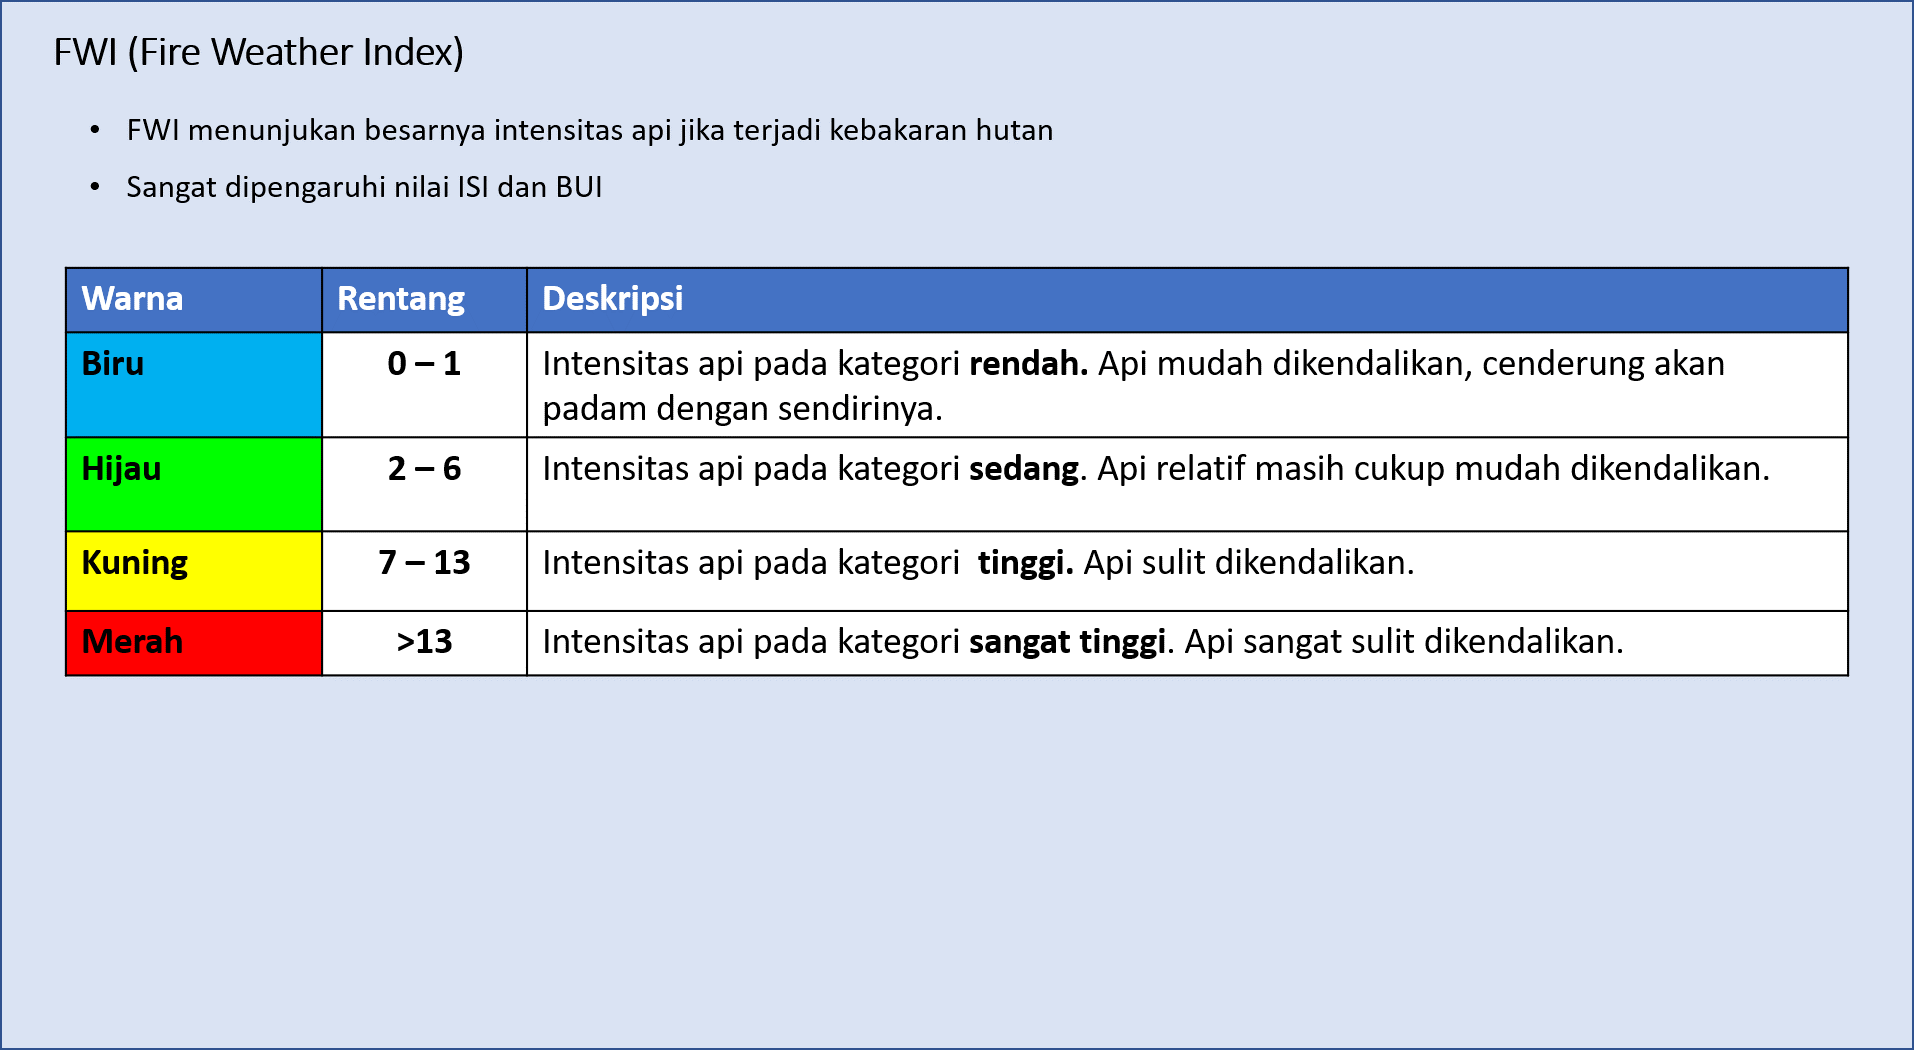 FWI (Fire Weather Index)
• FWI menunjukan besarnya intensitas api jika terjadi kebakaran hutan
• Sangat dipengaruhi nilai ISI dan BUI
Warna Rentang Deskripsi
Biru 0 – 1 Intensitas api pada kategori rendah. Api mudah dikendalikan, cenderung akan
padam dengan sendirinya.
Hijau 2 – 6 Intensitas api pada kategori sedang. Api relatif masih cukup mudah dikendalikan.
Kuning 7 – 13 Intensitas api pada kategori tinggi. Api sulit dikendalikan.
Merah >13 Intensitas api pada kategori sangat tinggi. Api sangat sulit dikendalikan.